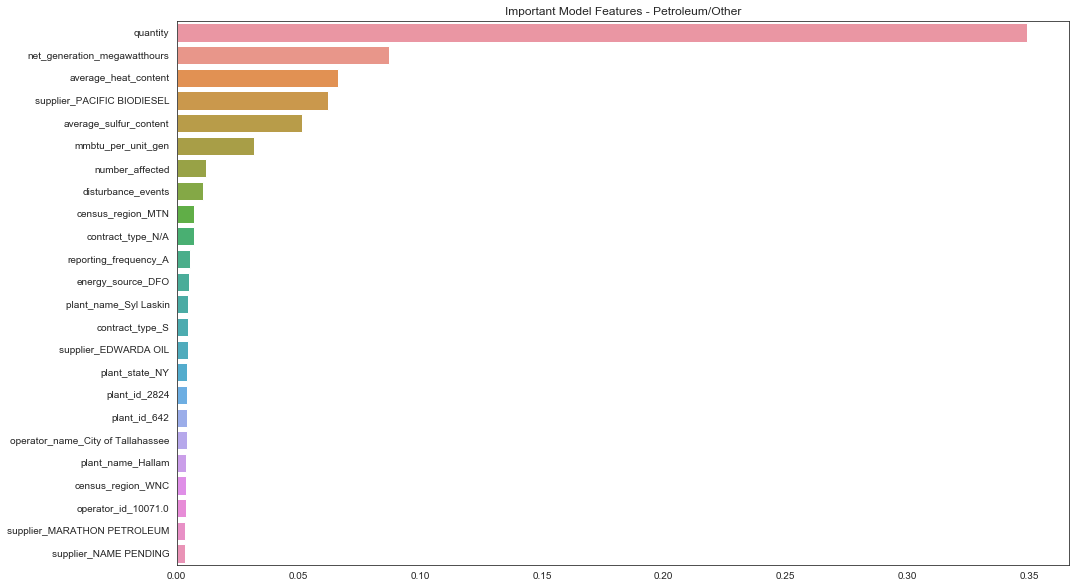 Important Model Features - Petroleum/Other
quantity
net_generation_megawatthours
average_heat_content
supplier_PACIFIC BIODIESEL
average_sulfur_content
mmbtu_per_unit_gen
number_affected
disturbance_events
census_region_MTN
contract_type_N/A
reporting_frequency_A
energy_source_DFO
plant_name_Syl Laskin
contract_type_S
supplier_EDWARDA OIL
plant_state_NY
plant_id_2824
plant_id_642
operator_name_City of Tallahassee
plant_name_Hallam
census_region_WNC
operator_id_10071.0
supplier_MARATHON PETROLEUM
supplier_NAME PENDING
0.00 0.05 0.10 0.15 0.20 0.25 0.30 0.35